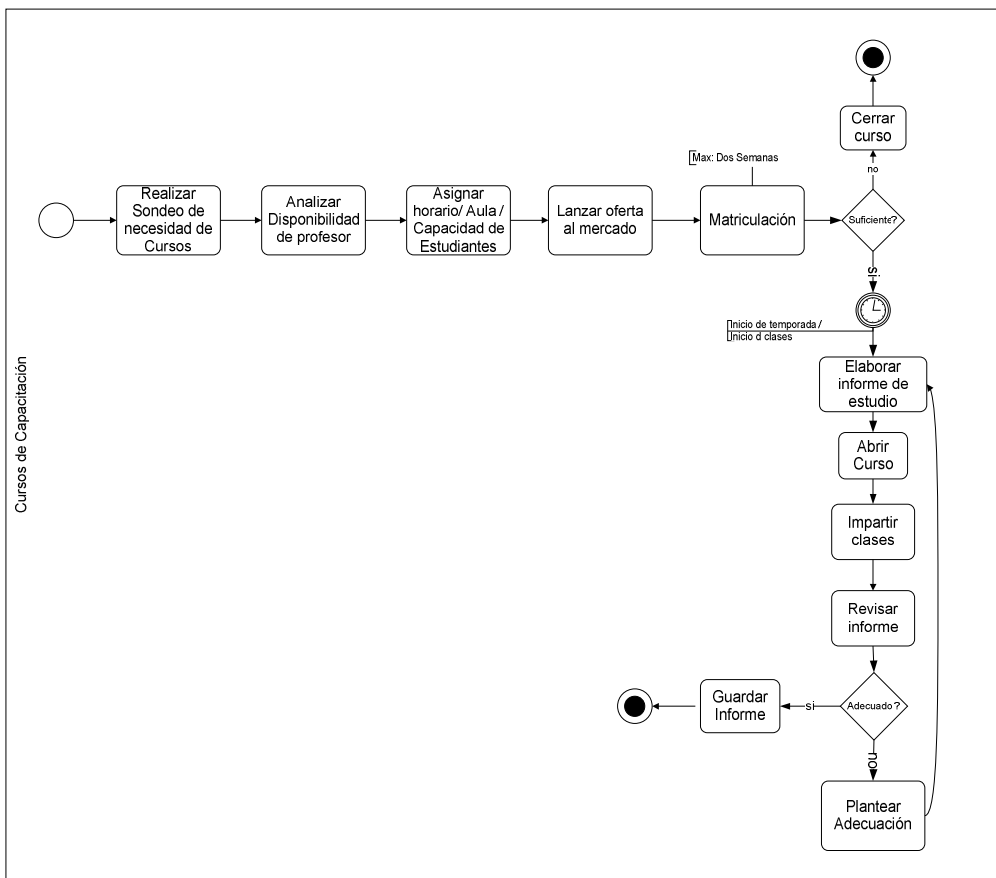 Cursos de Capacitación
Realizar
Sondeo de
necesidad de
Cursos
Analizar
Disponibilidad
de profesor
Asignar
horario/ Aula /
Capacidad de
Estudiantes
Lanzar oferta
al mercado
Max: Dos Semanas
Matriculación
Suficiente?
no
Cerrar
curso
si
Inicio de temporada /
Inicio d clases
Elaborar
informe de
estudio
Abrir
Curso
Impartir
clases
Revisar
informe
Adecuado?
si
Guardar
Informe
no
Plantear
Adecuación